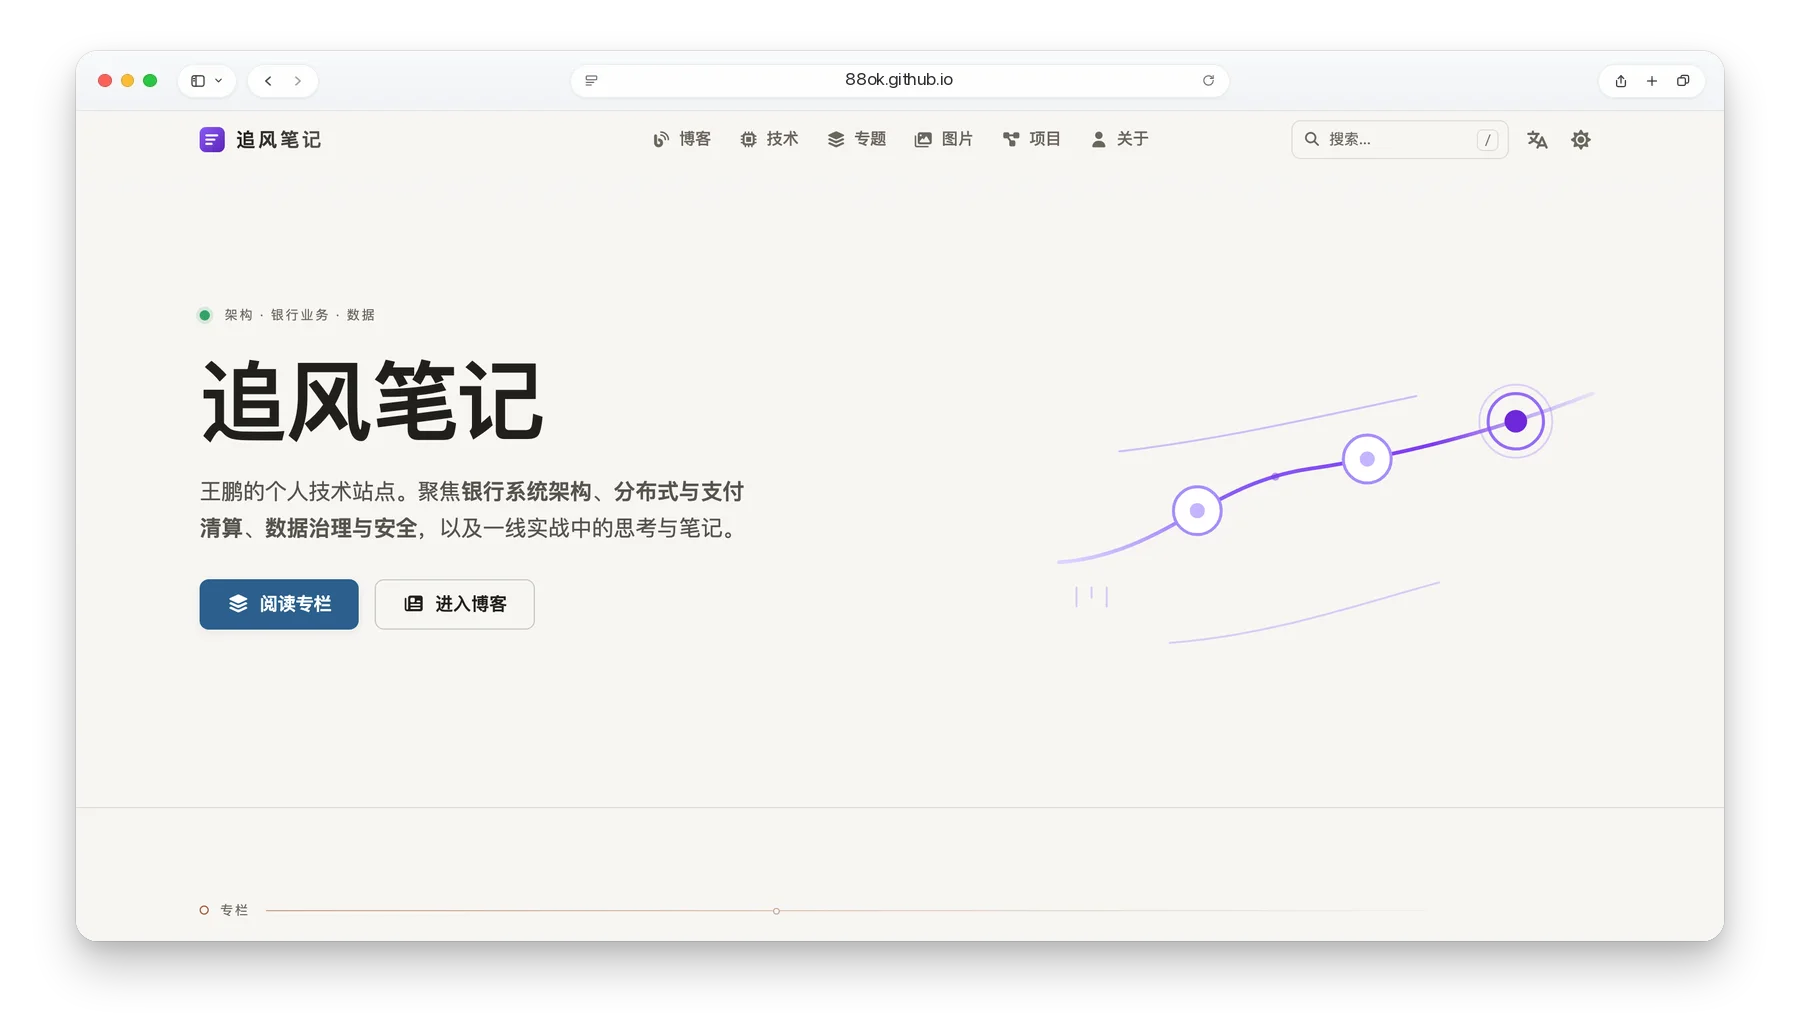 88ok.github.io
追风笔记
博客
技术
专题
图片
项目
关于
搜索...
/
架构 · 银行业务 · 数据
追风笔记
王鹏的个人技术站点。聚焦银行系统架构、分布式与支付
清算、数据治理与安全，以及一线实战中的思考与笔记。
阅读专栏
进入博客
专栏